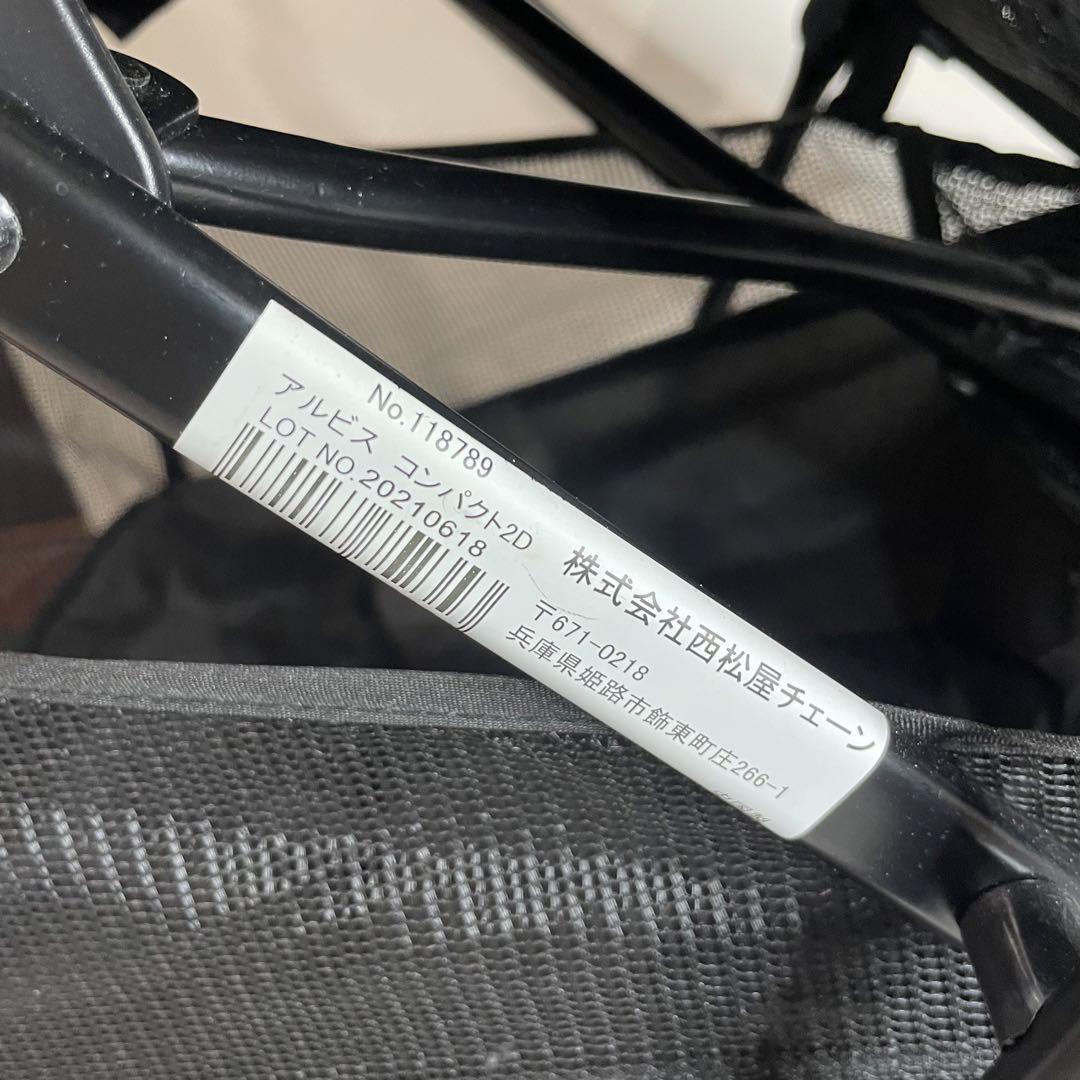 No.118789
アルビス コンパクト2D
LOT NO.20210618
株式会社西松屋チェーン
〒671-0218
兵庫県姫路市飾東町庄266-1